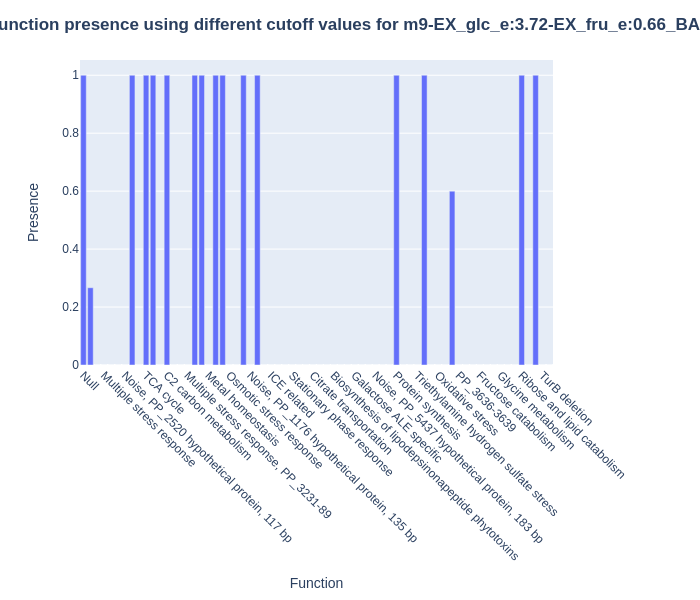 unction presence using different cutoff values for m9-EX_glc_e:3.72-EX_fru_e:0.66_BA
1
0.8
0.6
0.4
0.2
0
Presence
Null
Multiple stress response
Noise, PP_2520 hypothetical protein, 117 bp
TCA cycle
C2 carbon metabolism
Multiple stress response, PP_3231-89
Metal homeostasis
Osmotic stress response
Noise, PP_1176 hypothetical protein, 135 bp
ICE related
Stationary phase response
Citrate transportation
Biosynthesis of lipodepsinonapeptide phytotoxins
Galactose ALE specific
Noise, PP_5437 hypothetical protein, 183 bp
Protein synthesis
Triethylamine hydrogen sulfate stress
Oxidative stress
PP_3636-3639
Fructose catabolism
Glycine metabolism
Ribose and lipid catabolism
TurB deletion
Function